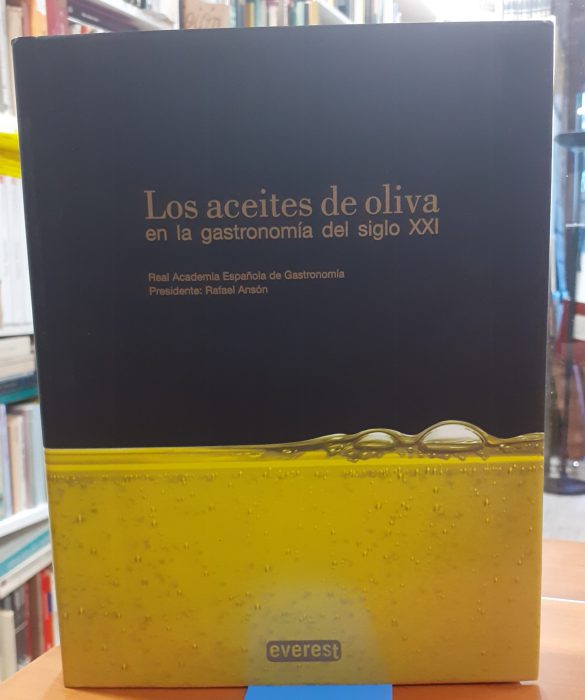 Los aceites de oliva
en la gastronomía del siglo XXI
Real Academia Española de Gastronomía
Presidente: Rafael Ansón
everest